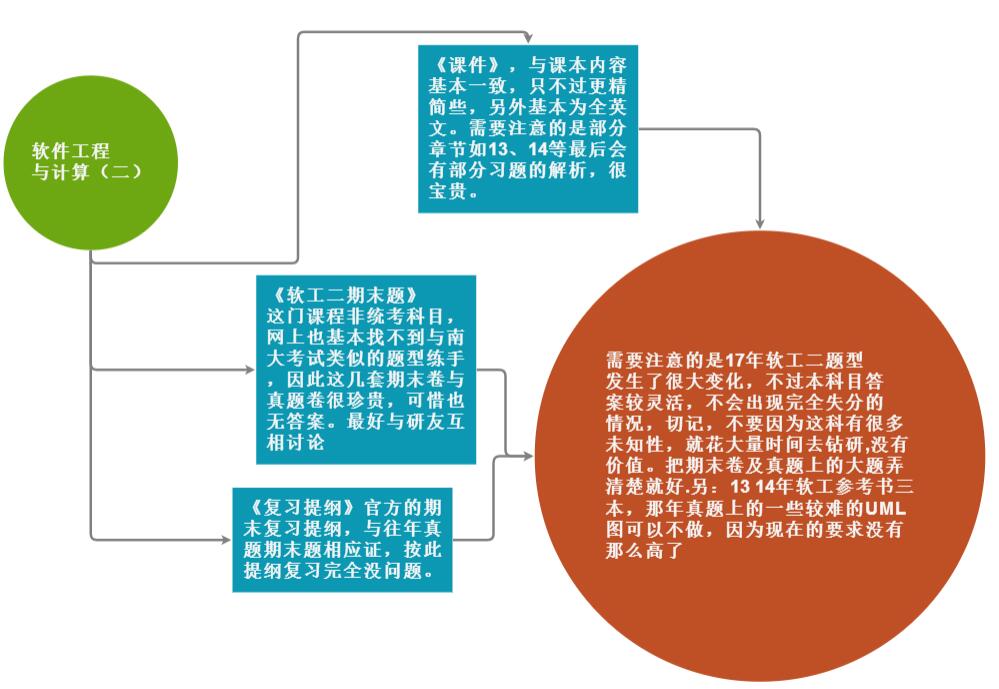 软件工程
与计算（二）
《课件》，与课本内容
基本一致，只不过更精
简些，另外基本为全英
文。需要注意的是部分
章节如13、14等最后会
有部分习题的解析，很
宝贵。
《软工二期末题》
这门课程非统考科目，
网上也基本找不到与南
大考试类似的题型练手
，因此这几套期末卷与
真题卷很珍贵，可惜也
无答案。最好与研友互
相讨论
《复习提纲》官方的期
末复习提纲，与往年真
题期末题相应证，按此
提纲复习完全没问题。
需要注意的是17年软工二题型
发生了很大变化，不过本科目答
案较灵活，不会出现完全失分的
情况，切记，不要因为这科有很多
未知性，就花大量时间去钻研,没有
价值。把期末卷及真题上的大题弄
清楚就好.另：13 14年软工参考书三
本，那年真题上的一些较难的UML
图可以不做，因为现在的要求没有
那么高了